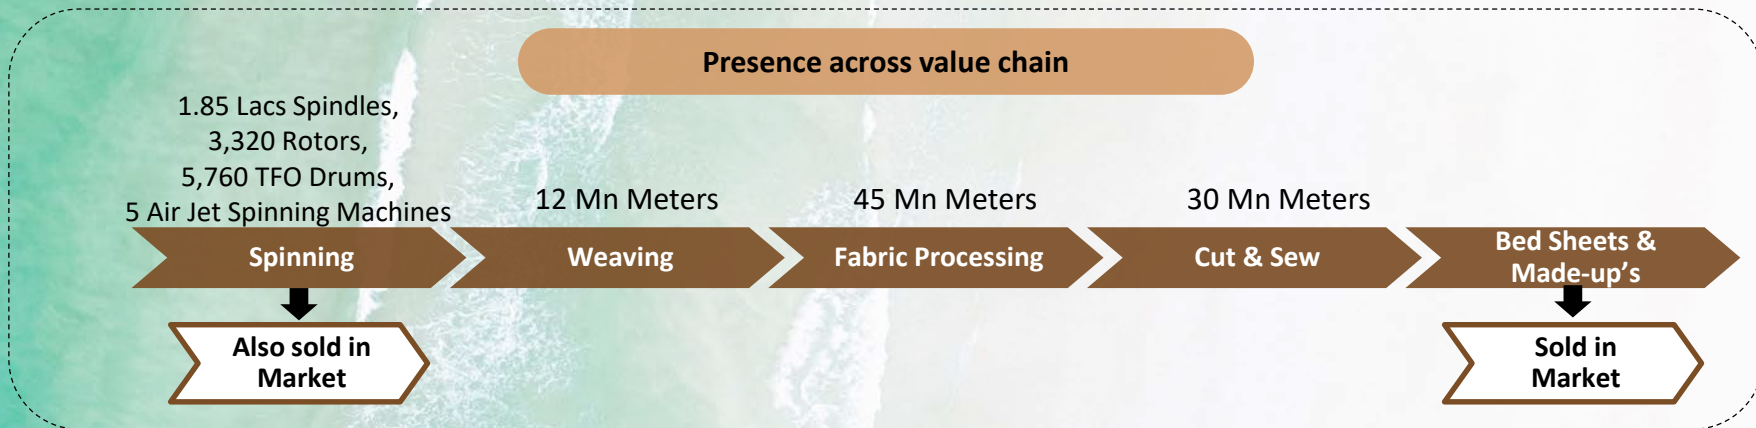 Presence across value chain
1.85 Lacs Spindles,
3,320 Rotors,
5,760 TFO Drums,
5 Air Jet Spinning Machines
12 Mn Meters
45 Mn Meters
30 Mn Meters
Spinning
Weaving
Fabric Processing
Cut & Sew
Bed Sheets &
Made-up's
Also sold in
Market
Sold in
Market